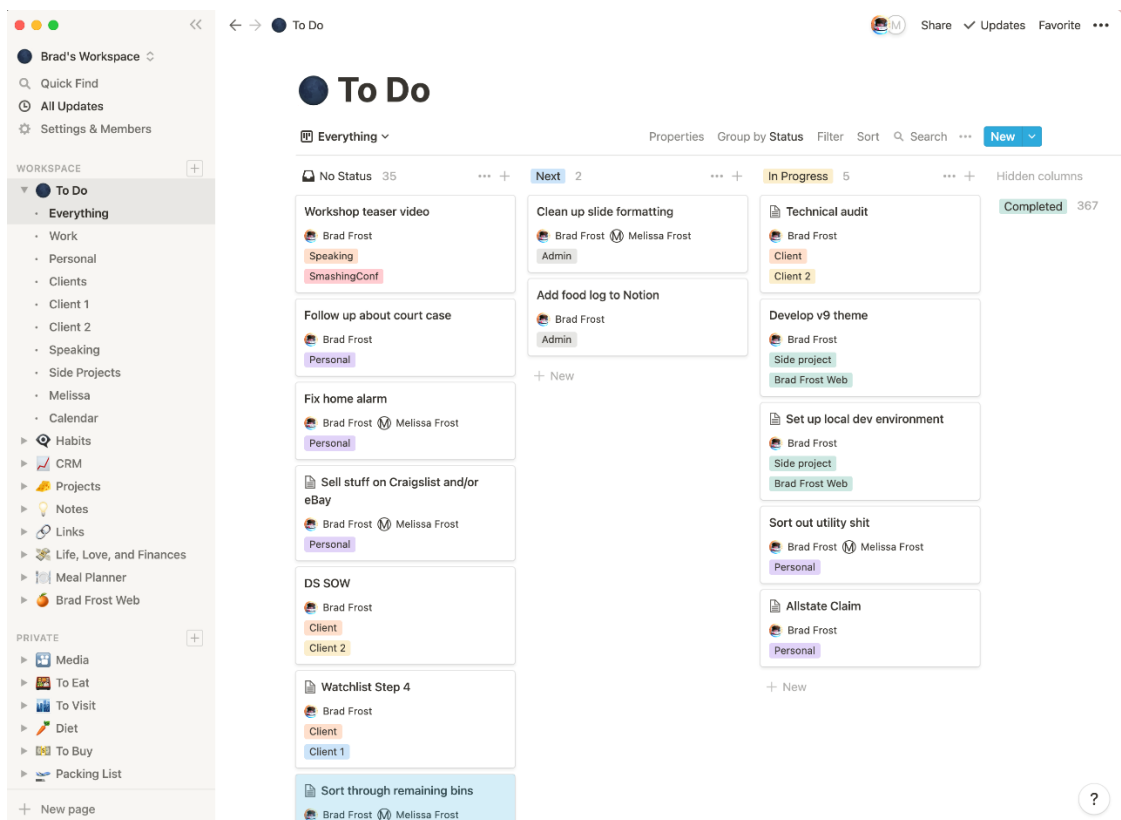 To Do
M
Share
Updates
Favorite
Brad's Workspace
Quick Find
All Updates
Settings & Members
WORKSPACE
To Do
Everything
Work
Personal
Clients
Client 1
Client 2
Speaking
Side Projects
Melissa
Calendar
Habits
CRM
Projects
Notes
Links
Life, Love, and Finances
Meal Planner
Brad Frost Web
PRIVATE
Media
To Eat
To Visit
Diet
To Buy
Packing List
New page
To Do
Everything
Properties
Group by Status
Filter
Sort
Search
New
No Status 35
Workshop teaser video
Brad Frost
Speaking
SmashingConf
Follow up about court case
Brad Frost
Personal
Fix home alarm
Brad Frost M Melissa Frost
Personal
Sell stuff on Craigslist and/or
eBay
Brad Frost M Melissa Frost
Personal
DS SOW
Brad Frost
Client
Client 2
Watchlist Step 4
Brad Frost
Client
Client 1
Sort through remaining bins
Brad Frost M Melissa Frost
Next 2
Clean up slide formatting
Brad Frost M Melissa Frost
Admin
Add food log to Notion
Brad Frost
Admin
New
In Progress 5
Technical audit
Brad Frost
Client
Client 2
Develop v9 theme
Brad Frost
Side project
Brad Frost Web
Set up local dev environment
Brad Frost
Side project
Brad Frost Web
Sort out utility shit
Brad Frost M Melissa Frost
Personal
Allstate Claim
Brad Frost
Personal
New
Hidden columns
Completed 367
?